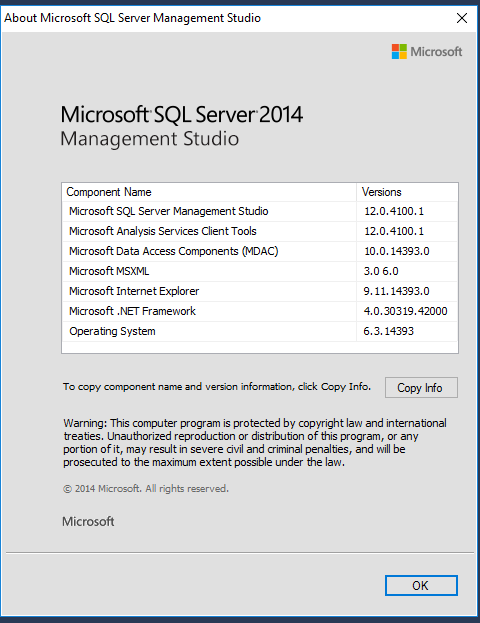 About Microsoft SQL Server Management Studio
Microsoft
Microsoft SQL Server 2014
Management Studio
Component Name Versions
Microsoft SQL Server Management Studio 12.0.4100.1
Microsoft Analysis Services Client Tools 12.0.4100.1
Microsoft Data Access Components (MDAC) 10.0.14393.0
Microsoft MSXML 3.0 6.0
Microsoft Internet Explorer 9.11.14393.0
Microsoft .NET Framework 4.0.30319.42000
Operating System 6.3.14393
To copy component name and version information, click Copy Info. Copy Info
Warning: This computer program is protected by copyright law and international
treaties. Unauthorized reproduction or distribution of this program, or any
portion of it, may result in severe civil and criminal penalties, and will be
prosecuted to the maximum extent possible under the law.
© 2014 Microsoft. All rights reserved.
Microsoft
OK